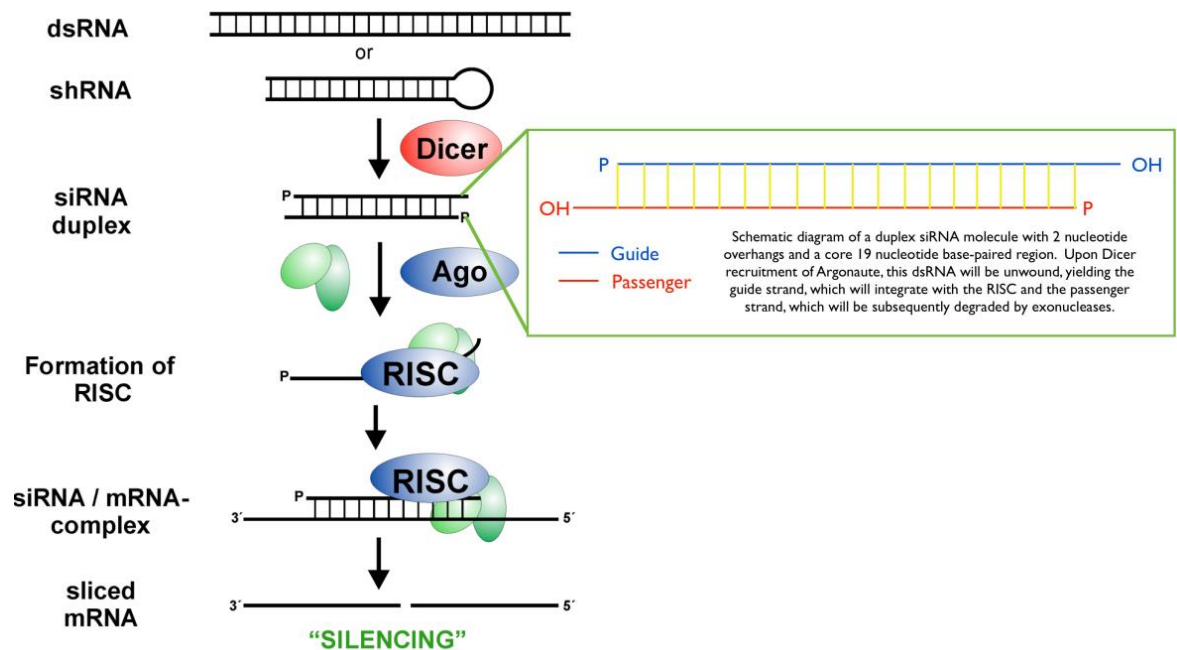 dsRNA
or
shRNA
Dicer
siRNA
duplex
P
P
Ago
P
OH
OH
P
Guide
Passenger
Schematic diagram of a duplex siRNA molecule with 2 nucleotide
overhangs and a core 19 nucleotide base-paired region. Upon Dicer
recruitment of Argonaute, this dsRNA will be unwound, yielding the
guide strand, which will integrate with the RISC and the passenger
strand, which will be subsequently degraded by exonucleases.
Formation of
RISC
P
RISC
siRNA / mRNA-
complex
RISC
P
3´
5´
sliced
mRNA
3´
5´
“SILENCING”